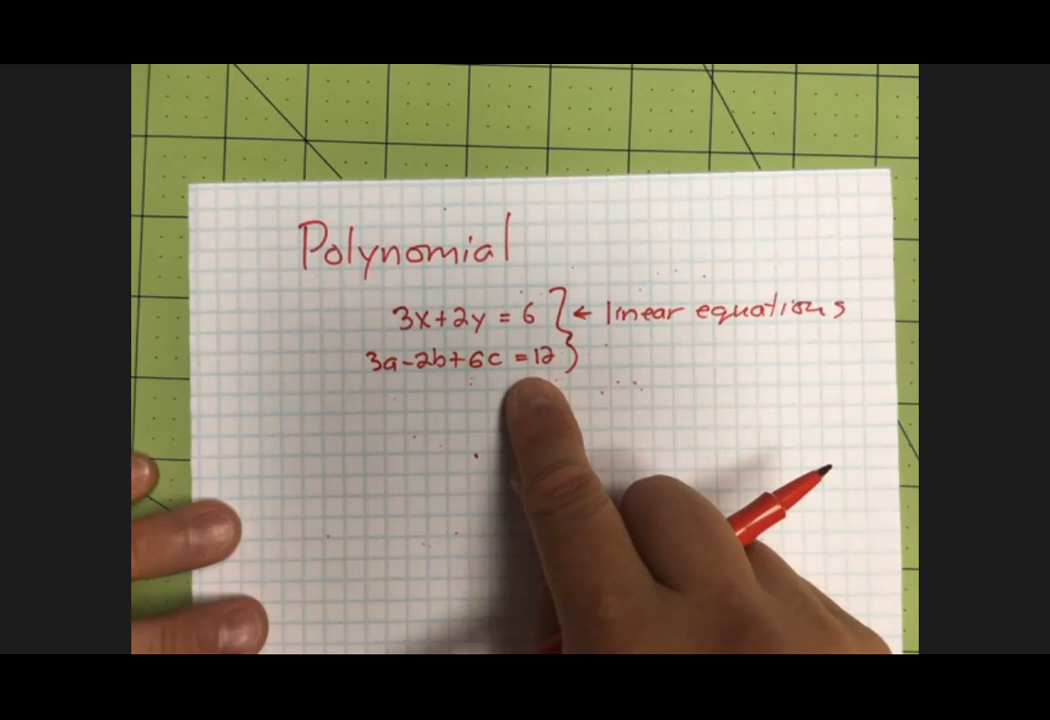 Polynomial
3x+2y = 6 } ← linear equations
3a-2b+6c = 12